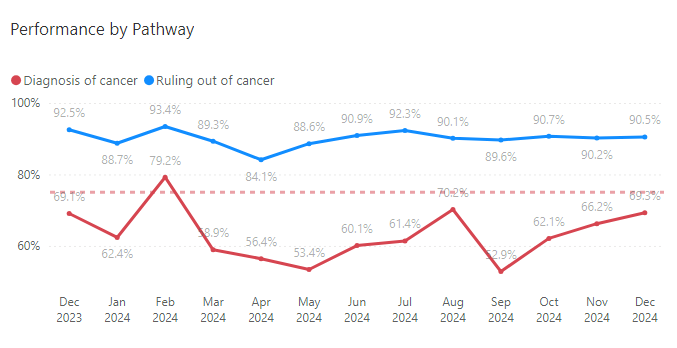 Performance by Pathway
Diagnosis of cancer Ruling out of cancer
100%
92.5% 88.7% 93.4% 89.3% 84.1% 88.6% 90.9% 92.3% 90.1% 89.6% 90.7% 90.2% 90.5%
80%
69.1% 62.4% 79.2% 58.9% 56.4% 53.4% 60.1% 61.4% 70.2% 52.9% 62.1% 66.2% 69.3%
60%
Dec Jan Feb Mar Apr May Jun Jul Aug Sep Oct Nov Dec
2023 2024 2024 2024 2024 2024 2024 2024 2024 2024 2024 2024 2024